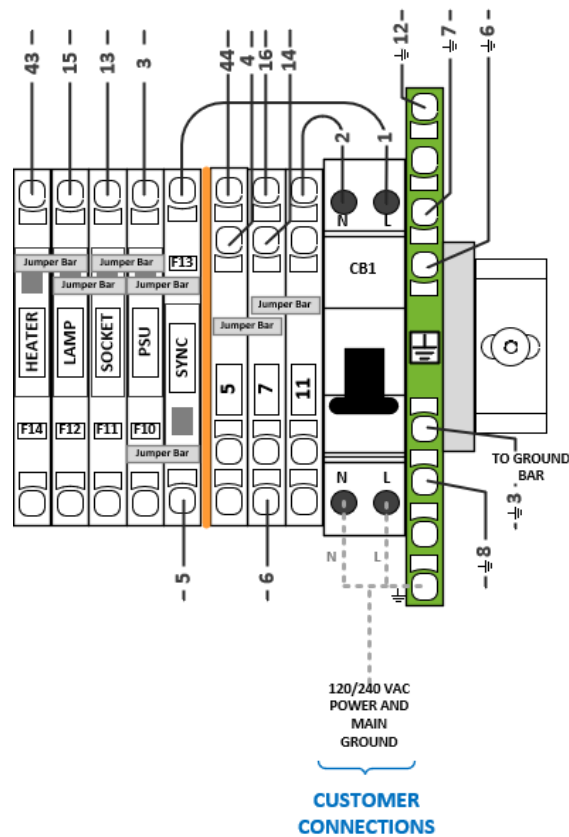 43
15
13
3
44
4
16
14
2
1
12
7
6
N L
F13
CB1
Jumper Bar Jumper Bar
Jumper Bar Jumper Bar
Jumper Bar
Jumper Bar
HEATER
LAMP
SOCKET
PSU
SYNC
5
7
11
F14 F12 F11 F10
Jumper Bar
TO GROUND
BAR
N L
3
N L
8
5
6
120/240 VAC
POWER AND
MAIN
GROUND
CUSTOMER
CONNECTIONS